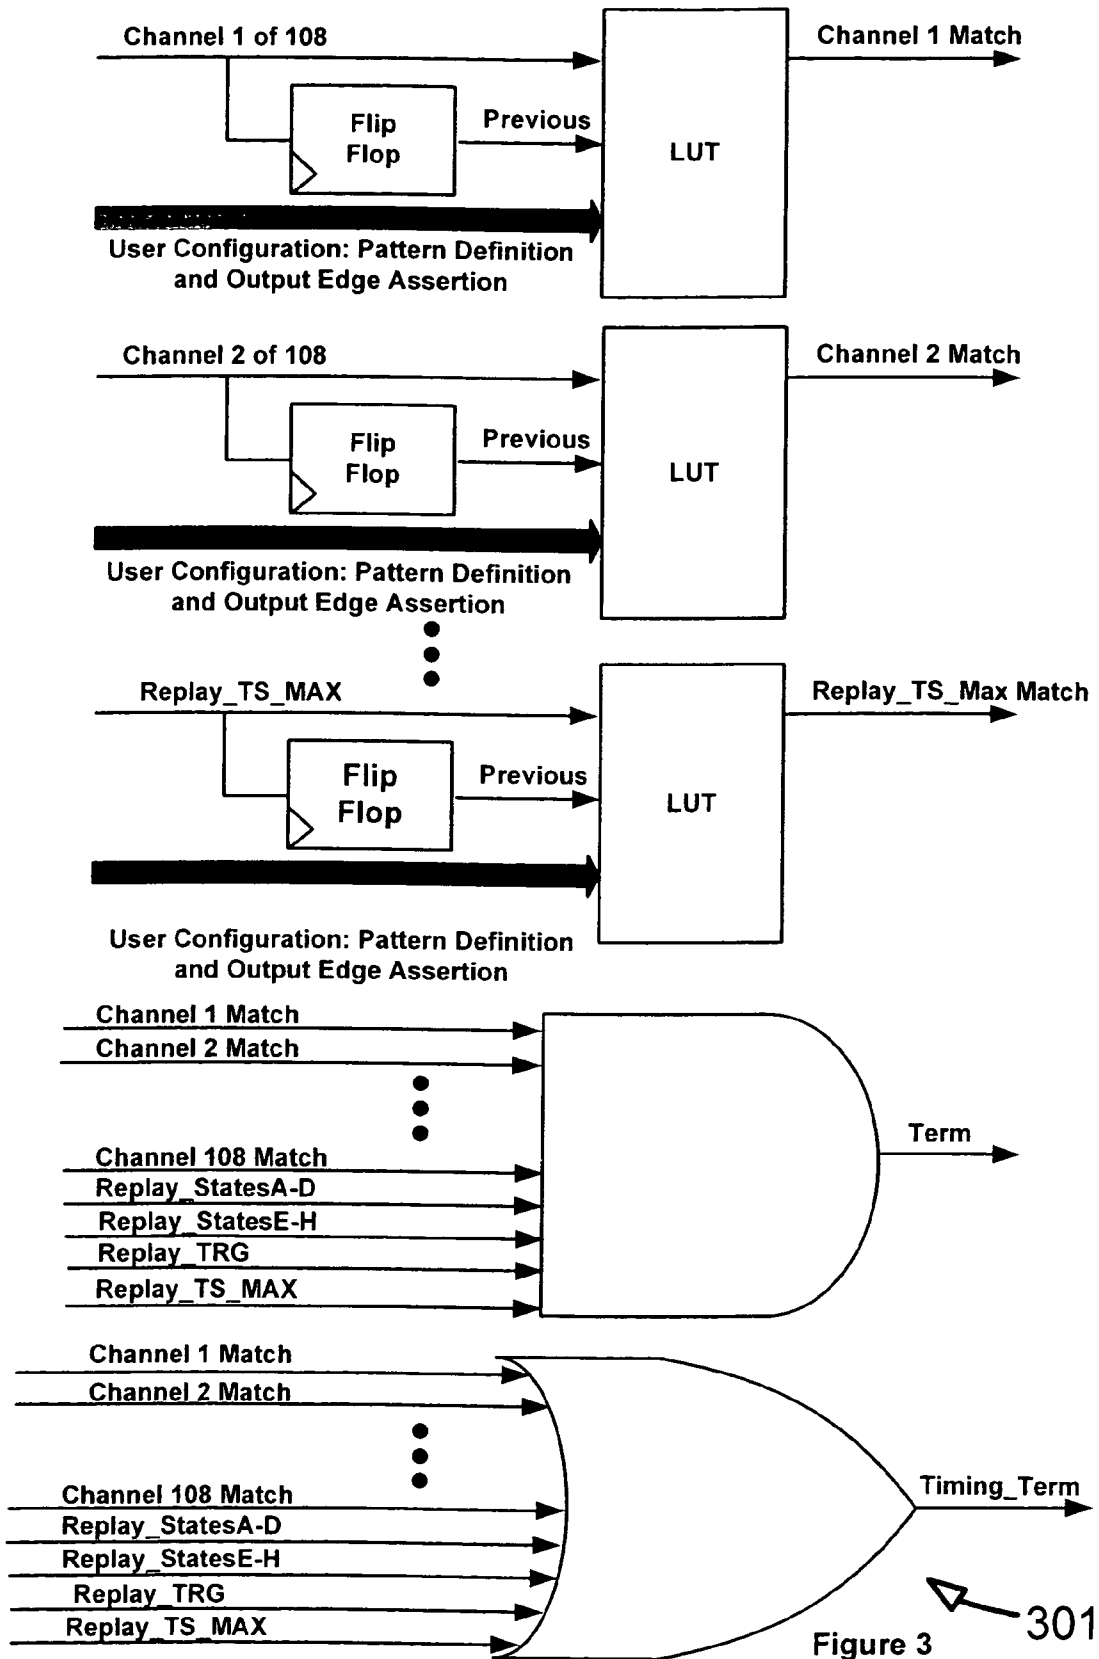 Channel 1 of 108
Channel 1 Match
Flip
Flop
Previous
LUT
User Configuration: Pattern Definition
and Output Edge Assertion
Channel 2 of 108
Channel 2 Match
Flip
Flop
Previous
LUT
User Configuration: Pattern Definition
and Output Edge Assertion
Replay_TS_MAX
Replay_TS_Max Match
Flip
Flop
Previous
LUT
User Configuration: Pattern Definition
and Output Edge Assertion
Channel 1 Match
Channel 2 Match
Channel 108 Match
Replay_StatesA-D
Replay_StatesE-H
Replay_TRG
Replay_TS_MAX
Term
Channel 1 Match
Channel 2 Match
Channel 108 Match
Replay_StatesA-D
Replay_StatesE-H
Replay_TRG
Replay_TS_MAX
Timing_Term
301
Figure 3